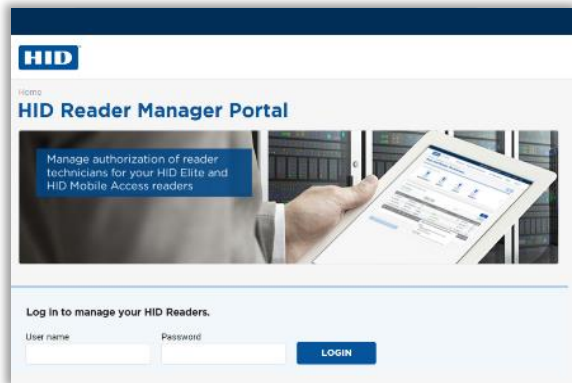 HID
Home
HID Reader Manager Portal
Manage authorization of reader
technicians for your HID Elite and
HID Mobile Access readers
Log in to manage your HID Readers.
User name
Password
LOGIN